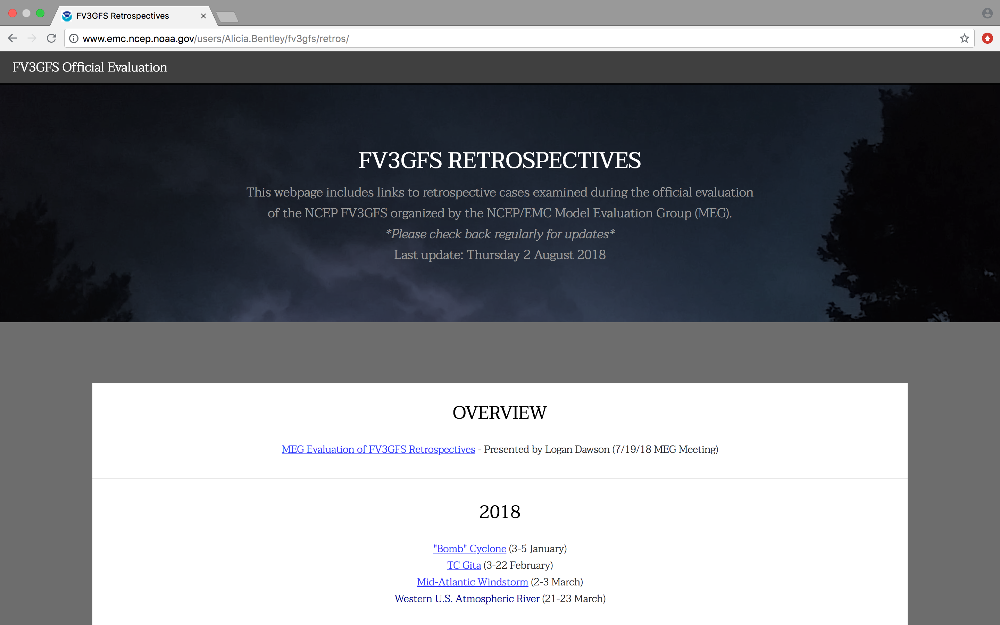 FV3GFS Retrospectives
www.emc.ncep.noaa.gov/users/Alicia.Bentley/fv3gfs/retros/
FV3GFS Official Evaluation
FV3GFS RETROSPECTIVES
This webpage includes links to retrospective cases examined during the official evaluation
of the NCEP FV3GFS organized by the NCEP/EMC Model Evaluation Group (MEG).
*Please check back regularly for updates*
Last update: Thursday 2 August 2018
OVERVIEW
MEG Evaluation of FV3GFS Retrospectives - Presented by Logan Dawson (7/19/18 MEG Meeting)
2018
"Bomb" Cyclone (3-5 January)
TC Gita (3-22 February)
Mid-Atlantic Windstorm (2-3 March)
Western U.S. Atmospheric River (21-23 March)